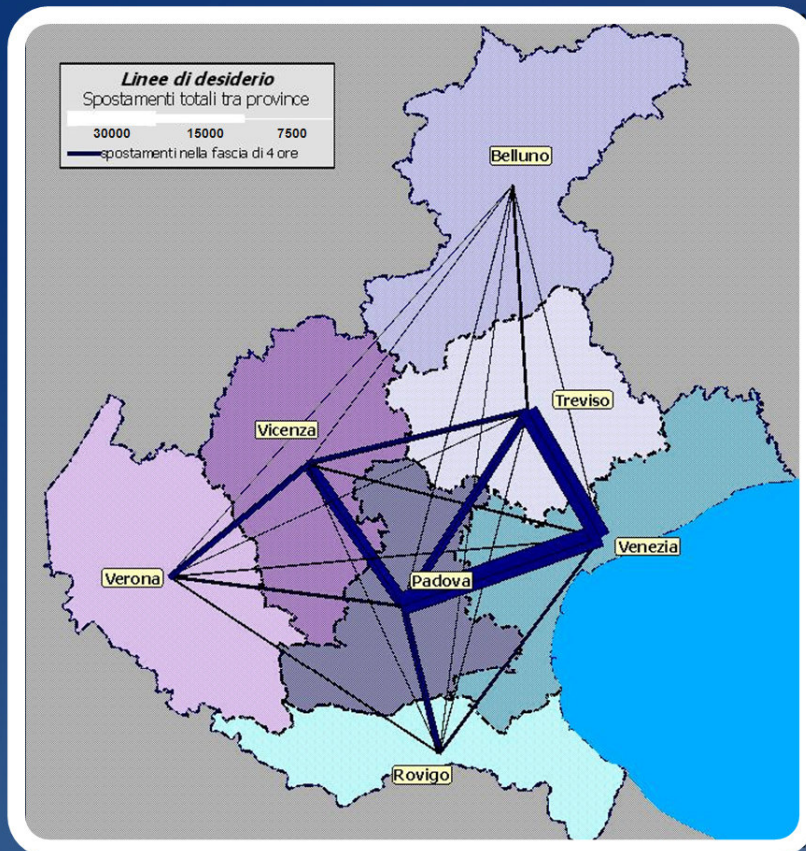 Linee di desiderio
Spostamenti totali tra province
30000 15000 7500
spostamenti nella fascia di 4 ore
Belluno
Treviso
Vicenza
Venezia
Verona
Padova
Rovigo